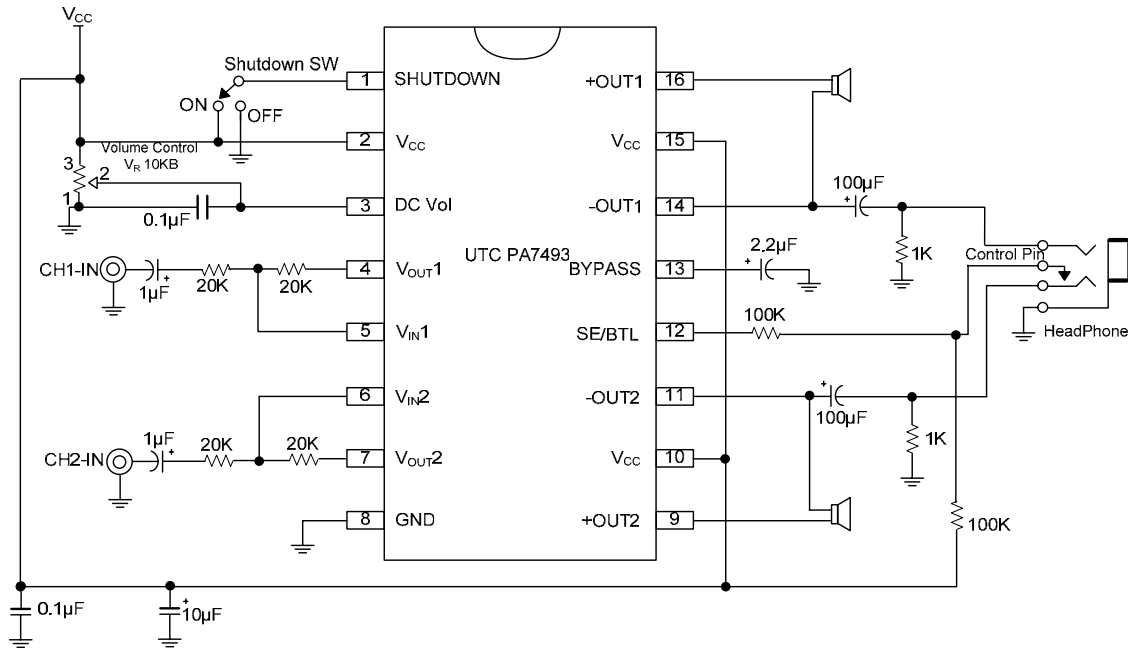 VCC
Shutdown SW
ON
OFF
Volume Control
VR 10KB
3
2
1
0.1µF
CH1-IN
1µF
+
20K
20K
CH2-IN
1µF
+
20K
20K
1 SHUTDOWN
2 VCC
3 DC Vol
4 VOUT1
5 VIN1
6 VIN2
7 VOUT2
8 GND
UTC PA7493
+OUT1 16
VCC 15
-OUT1 14
BYPASS 13
SE/BTL 12
-OUT2 11
VCC 10
+OUT2 9
100µF
+
1K
2.2µF
+
100K
Control Pin
HeadPhone
+
100µF
1K
100K
0.1µF
+
10µF